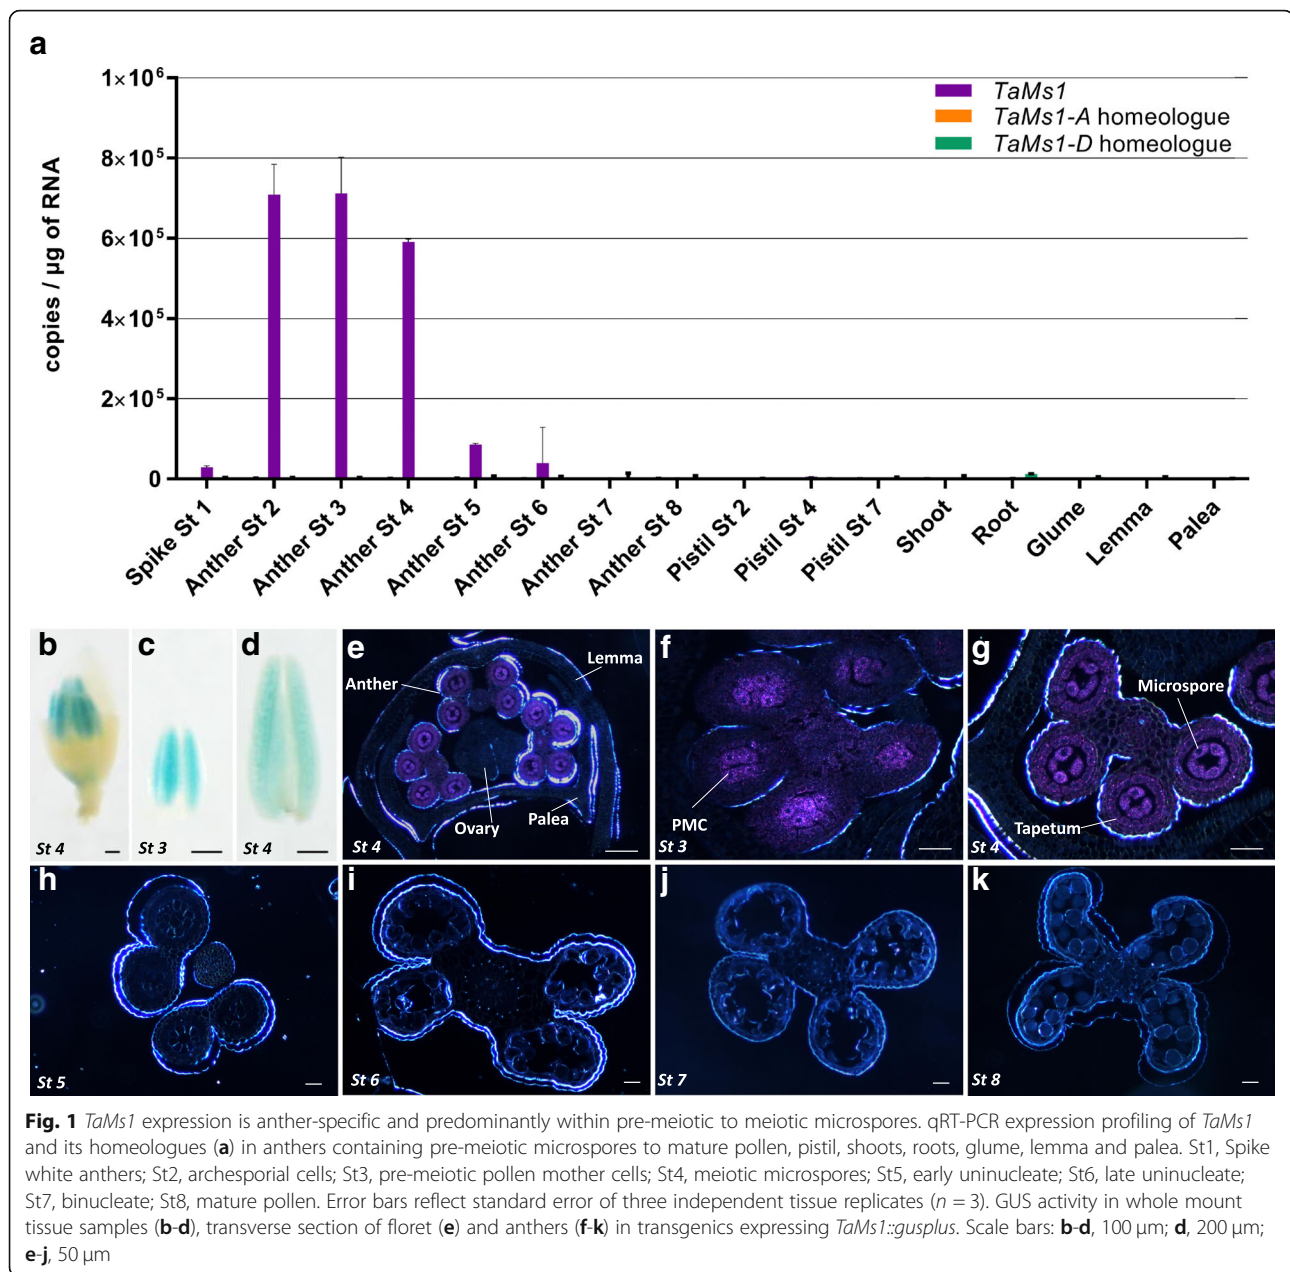 a
1×10⁶
8×10⁵
6×10⁵
4×10⁵
2×10⁵
0
copies / µg of RNA
TaMs1
TaMs1-A homeologue
TaMs1-D homeologue
Spike St 1
Anther St 2
Anther St 3
Anther St 4
Anther St 5
Anther St 6
Anther St 7
Anther St 8
Pistil St 2
Pistil St 4
Pistil St 7
Shoot
Root
Glume
Lemma
Palea
b
St 4
c
St 3
d
St 4
e
Lemma
Anther
Ovary
Palea
St 4
f
PMC
St 3
g
Microspore
Tapetum
St 4
h
St 5
i
St 6
j
St 7
k
St 8
Fig. 1 TaMs1 expression is anther-specific and predominantly within pre-meiotic to meiotic microspores. qRT-PCR expression profiling of TaMs1
and its homeologues (a) in anthers containing pre-meiotic microspores to mature pollen, pistil, shoots, roots, glume, lemma and palea. St1, Spike
white anthers; St2, archesporial cells; St3, pre-meiotic pollen mother cells; St4, meiotic microspores; St5, early uninucleate; St6, late uninucleate;
St7, binucleate; St8, mature pollen. Error bars reflect standard error of three independent tissue replicates (n = 3). GUS activity in whole mount
tissue samples (b-d), transverse section of floret (e) and anthers (f-k) in transgenics expressing TaMs1::gusplus. Scale bars: b-d, 100 µm; d, 200 µm;
e-j, 50 µm